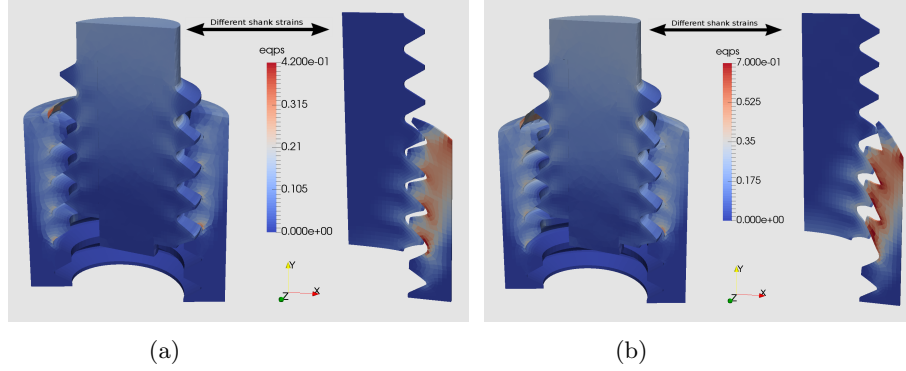 Different shank strains
eqps
4.200e-01
0.315
0.21
0.105
0.000e+00
Y
Z
X
(a)
Different shank strains
eqps
7.000e-01
0.525
0.35
0.175
0.000e+00
Y
Z
X
(b)